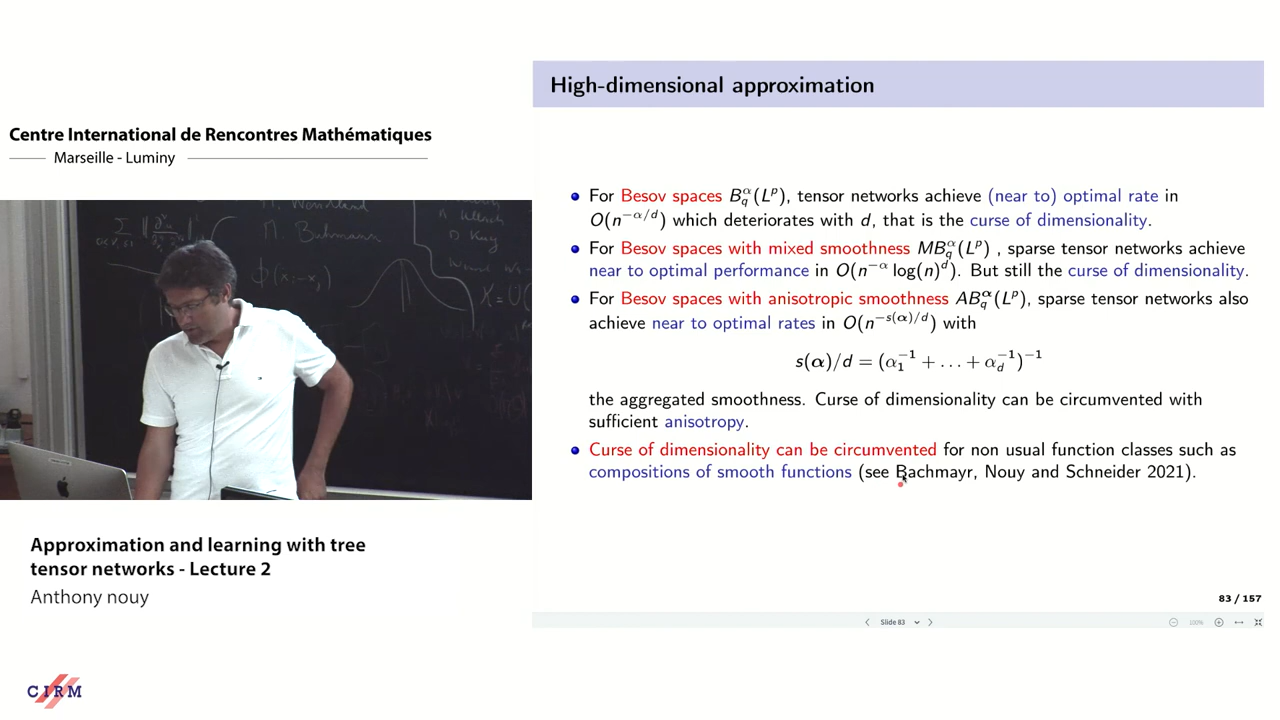 Centre International de Rencontres Mathématiques
Marseille - Luminy
Approximation and learning with tree
tensor networks - Lecture 2
Anthony nouy
CIRM
High-dimensional approximation
• For Besov spaces B_q^α(L^p), tensor networks achieve (near to) optimal rate in
O(n^{−α/d}) which deteriorates with d, that is the curse of dimensionality.
• For Besov spaces with mixed smoothness MB_q^α(L^p) , sparse tensor networks achieve
near to optimal performance in O(n^{−α} log(n)^d). But still the curse of dimensionality.
• For Besov spaces with anisotropic smoothness AB_q^α(L^p), sparse tensor networks also
achieve near to optimal rates in O(n^{−s(α)/d}) with
s(α)/d = (α_1^{−1} + … + α_d^{−1})^{−1}
the aggregated smoothness. Curse of dimensionality can be circumvented with
sufficient anisotropy.
• Curse of dimensionality can be circumvented for non usual function classes such as
compositions of smooth functions (see Bachmayr, Nouy and Schneider 2021).
83 / 157
Slide 83
100%